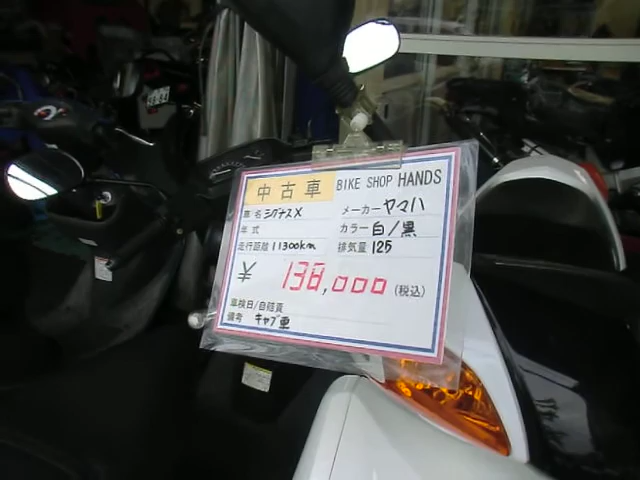 中古車 BIKE SHOP HANDS
車名 シグナスX メーカー ヤマハ
年式 カラー 白/黒
走行距離 11300km 排気量 125
¥ 138,000 (税込)
車検日/自賠責
備考 キャブ車